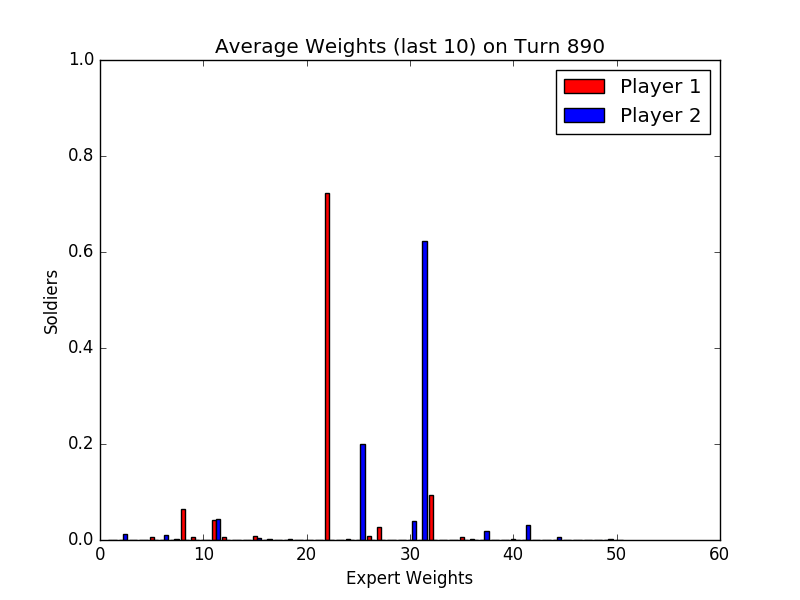 Average Weights (last 10) on Turn 890
Player 1
Player 2
1.0
0.8
0.6
0.4
0.2
0.0
Soldiers
0 10 20 30 40 50 60
Expert Weights